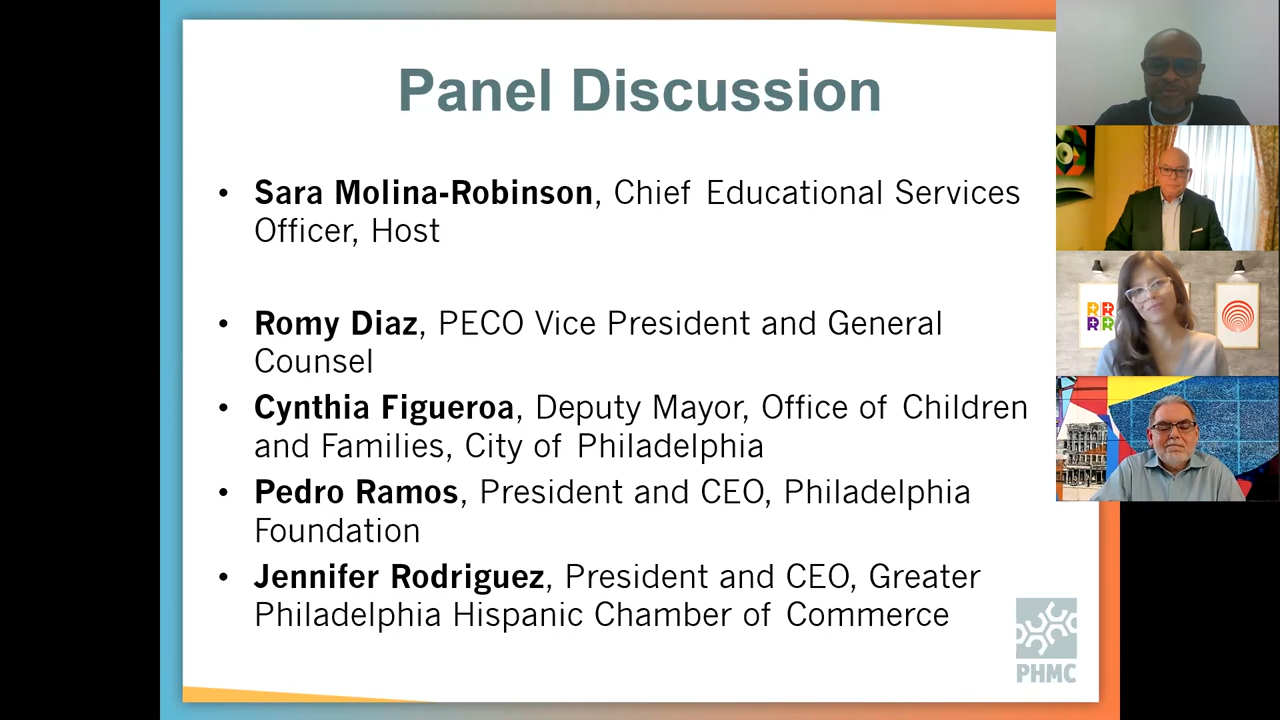 Panel Discussion
• Sara Molina-Robinson, Chief Educational Services
Officer, Host
• Romy Diaz, PECO Vice President and General
Counsel
• Cynthia Figueroa, Deputy Mayor, Office of Children
and Families, City of Philadelphia
• Pedro Ramos, President and CEO, Philadelphia
Foundation
• Jennifer Rodriguez, President and CEO, Greater
Philadelphia Hispanic Chamber of Commerce
PHMC